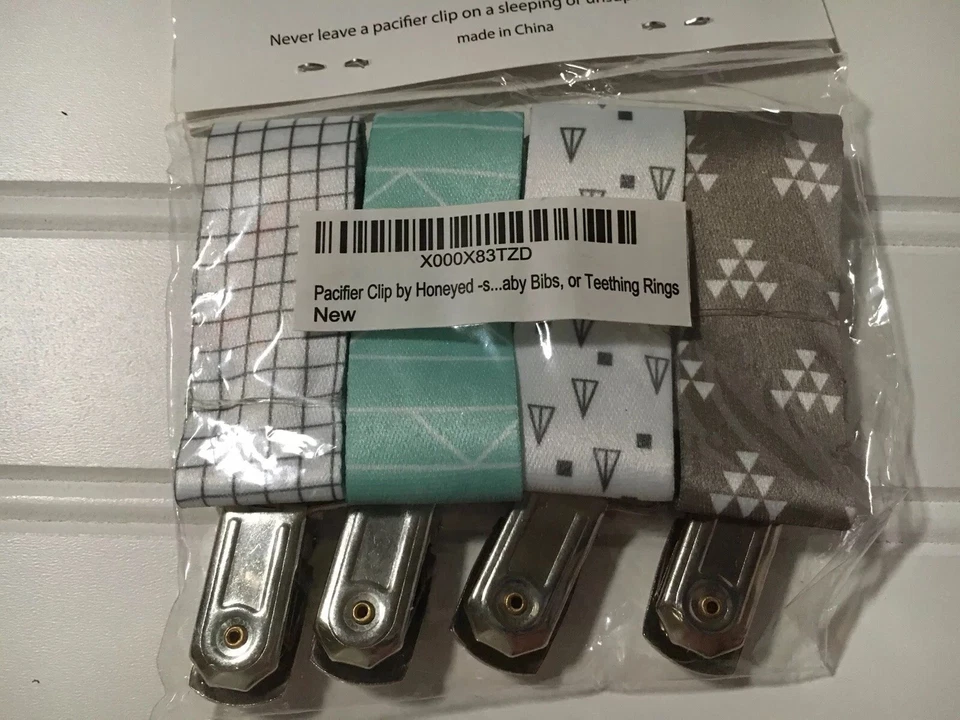 Never leave a pacifier clip on a sleeping or
made in China
X000X83TZD
Pacifier Clip by Honeyed -s...aby Bibs, or Teething Rings
New